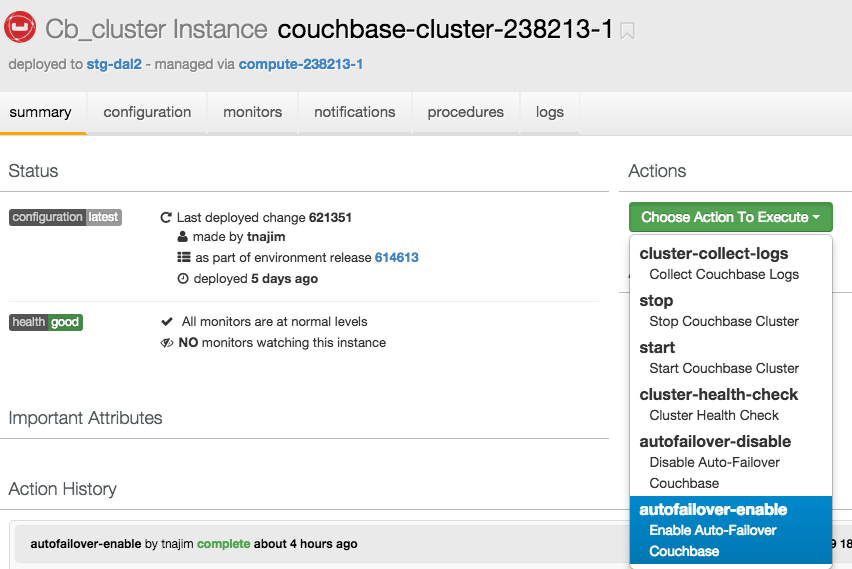 Cb_cluster Instance couchbase-cluster-238213-1
deployed to stg-dal2 - managed via compute-238213-1
summary configuration monitors notifications procedures logs
Status
configuration latest
Last deployed change 621351
made by tnajim
as part of environment release 614613
deployed 5 days ago
health good
All monitors are at normal levels
NO monitors watching this instance
Important Attributes
Action History
autofailover-enable by tnajim complete about 4 hours ago
Actions
Choose Action To Execute
cluster-collect-logs
Collect Couchbase Logs
stop
Stop Couchbase Cluster
start
Start Couchbase Cluster
cluster-health-check
Cluster Health Check
autofailover-disable
Disable Auto-Failover
Couchbase
autofailover-enable
Enable Auto-Failover
Couchbase